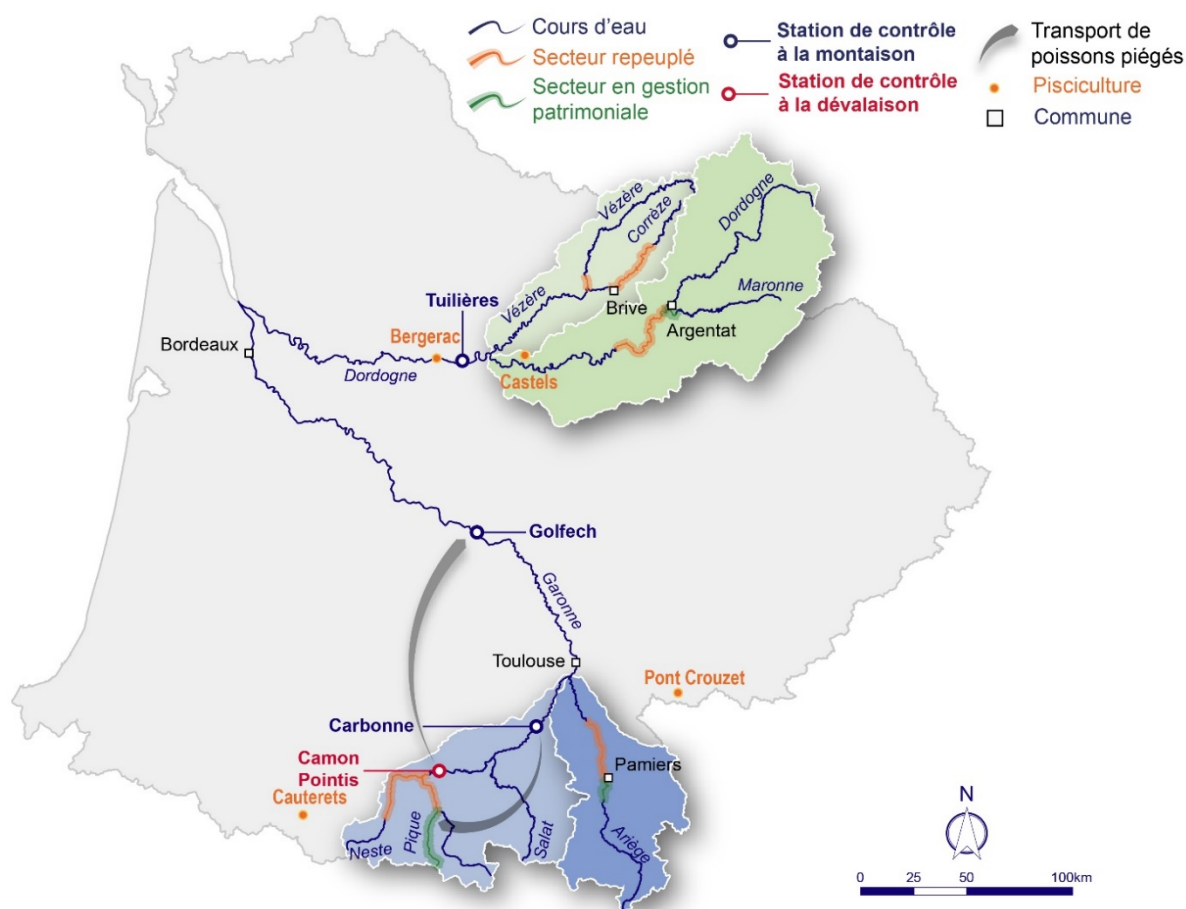 Cours d'eau
Secteur repeuplé
Secteur en gestion
patrimoniale
Station de contrôle
à la montaison
Station de contrôle
à la dévalaison
Transport de
poissons piégés
Pisciculture
Commune
Vézère
Corrèze
Dordogne
Maronne
Vézère
Brive
Argentat
Tuilières
Bergerac
Castels
Dordogne
Bordeaux
Golfech
Garonne
Toulouse
Pont Crouzet
Carbonne
Pamiers
Camon
Pointis
Cauterets
Neste
Pique
Salat
Ariège
N
0 25 50 100km